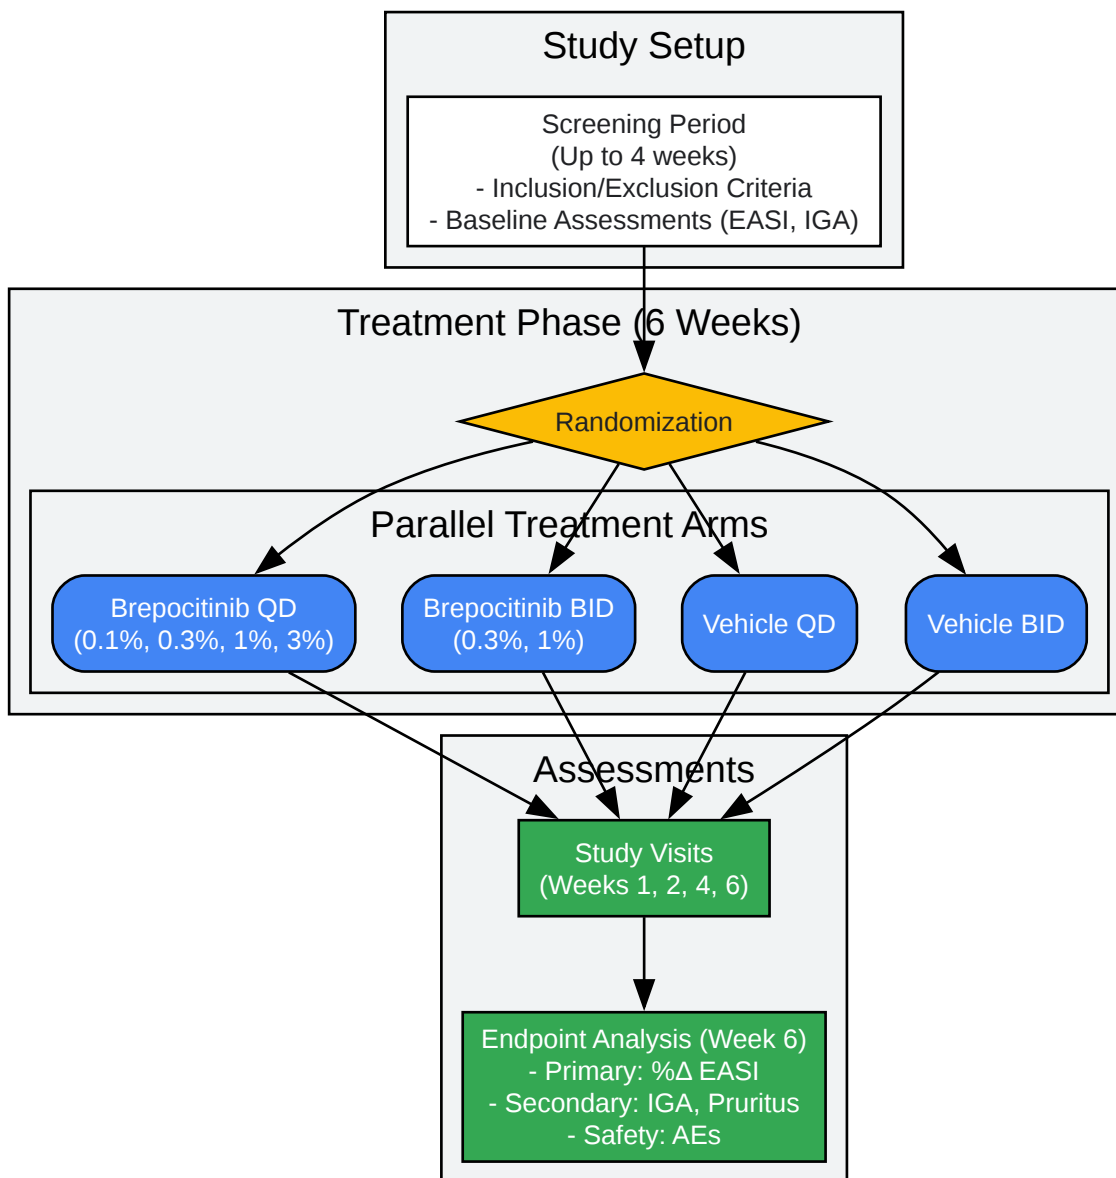 Study Setup
Screening Period
(Up to 4 weeks)
- Inclusion/Exclusion Criteria
- Baseline Assessments (EASI, IGA)
Treatment Phase (6 Weeks)
Randomization
Parallel Treatment Arms
Brepocitinib QD
(0.1%, 0.3%, 1%, 3%)
Brepocitinib BID
(0.3%, 1%)
Vehicle QD
Vehicle BID
Assessments
Study Visits
(Weeks 1, 2, 4, 6)
Endpoint Analysis (Week 6)
- Primary: %Δ EASI
- Secondary: IGA, Pruritus
- Safety: AEs